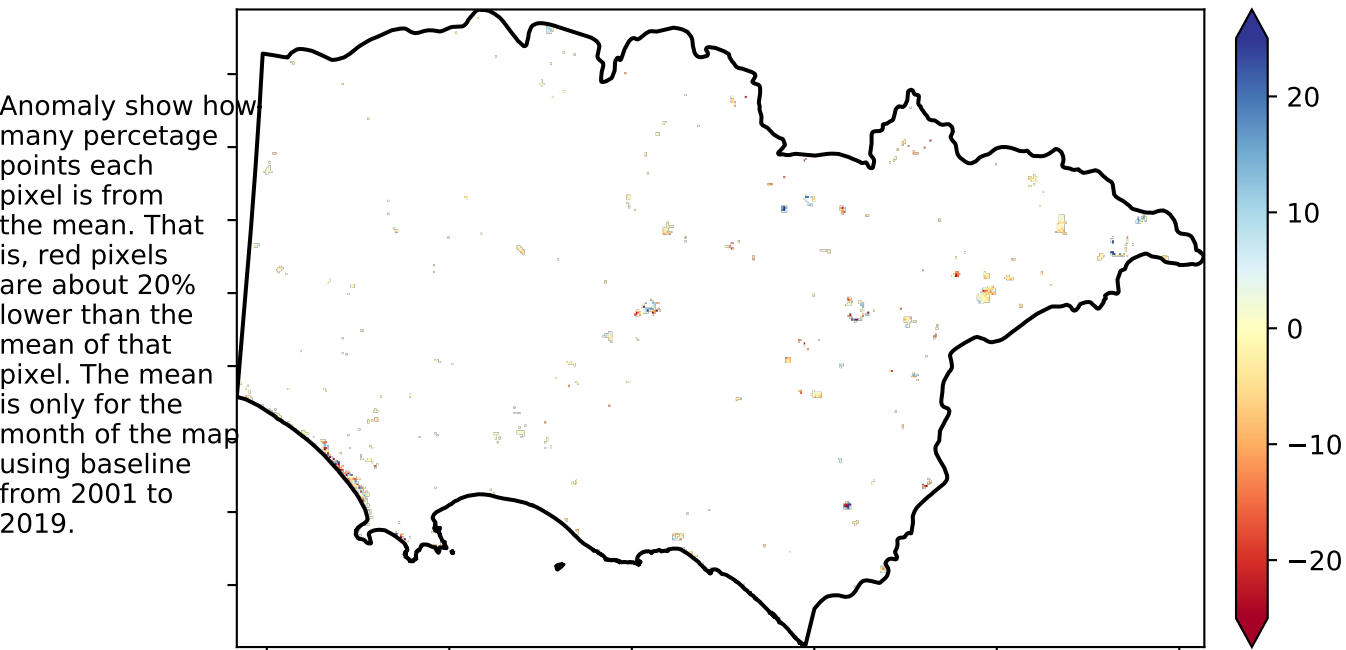 Anomaly show how
many percetage
points each
pixel is from
the mean. That
is, red pixels
are about 20%
lower than the
mean of that
pixel. The mean
is only for the
month of the map
using baseline
from 2001 to
2019.
20
10
0
−10
−20